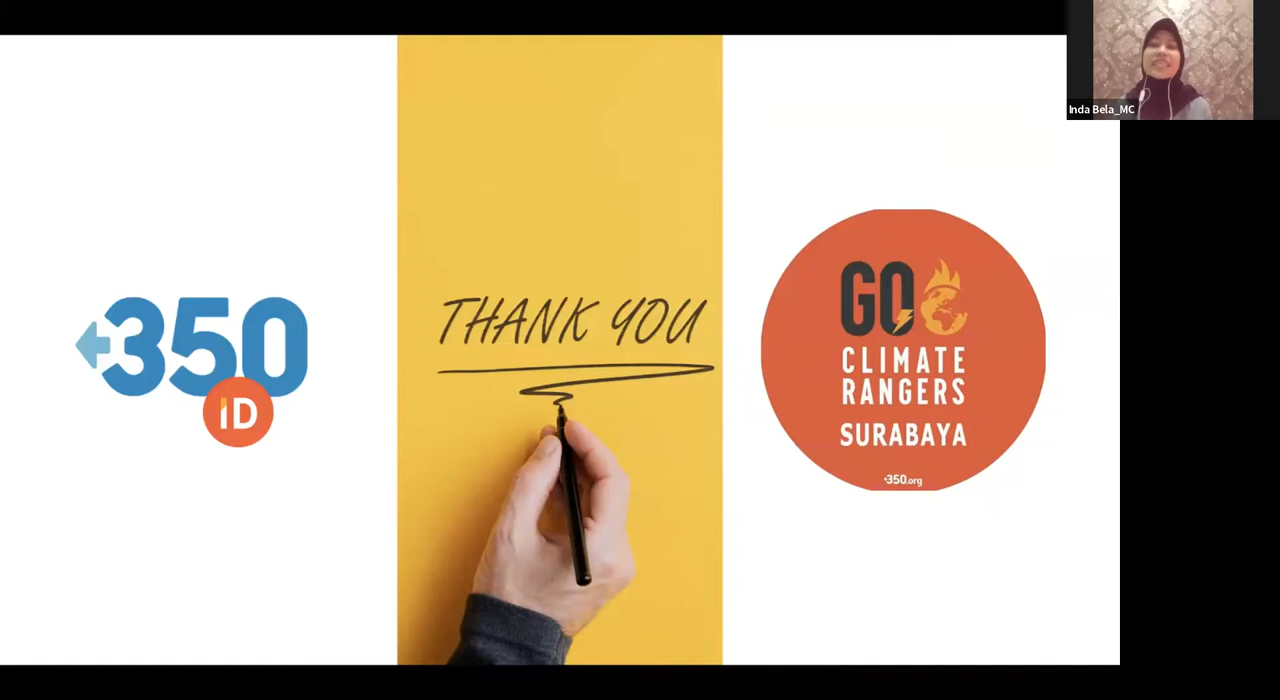 Inda Bela_MC
350
ID
THANK YOU
GO
CLIMATE
RANGERS
SURABAYA
350.org